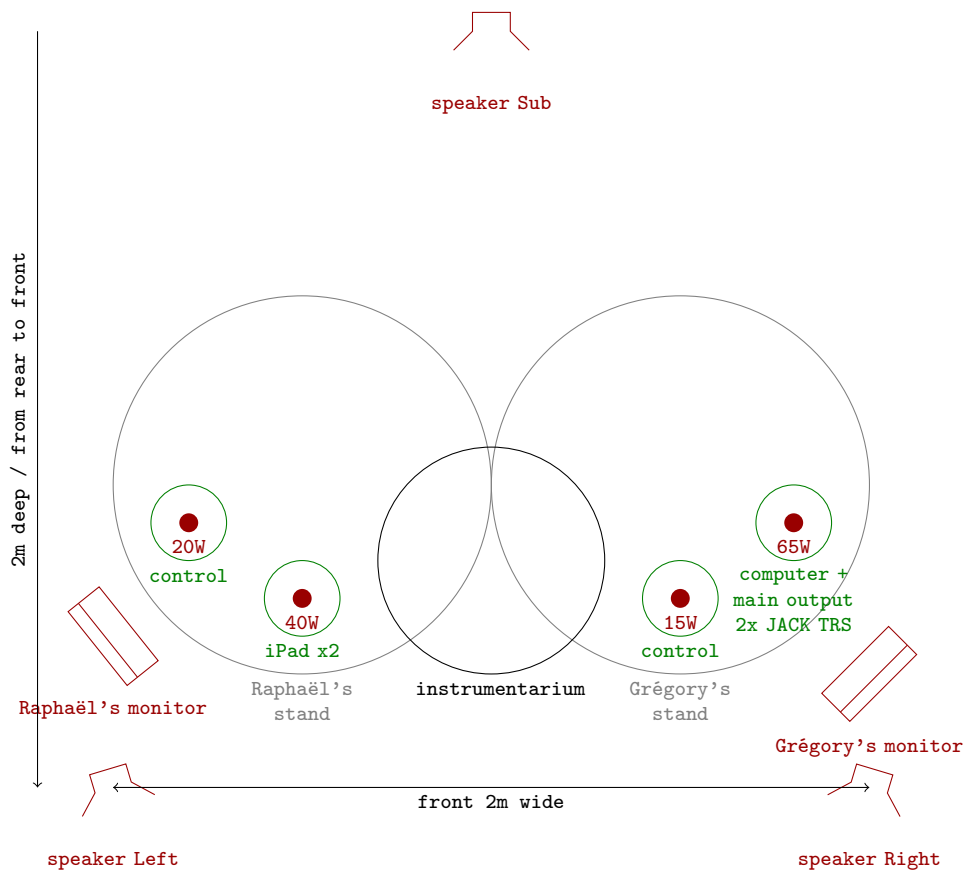 speaker Sub
2m deep / from rear to front
20W
control
40W
iPad x2
65W
computer +
main output
2x JACK TRS
15W
control
Raphaël's
stand
instrumentarium
Grégory's
stand
Raphaël's monitor
Grégory's monitor
front 2m wide
speaker Left
speaker Right